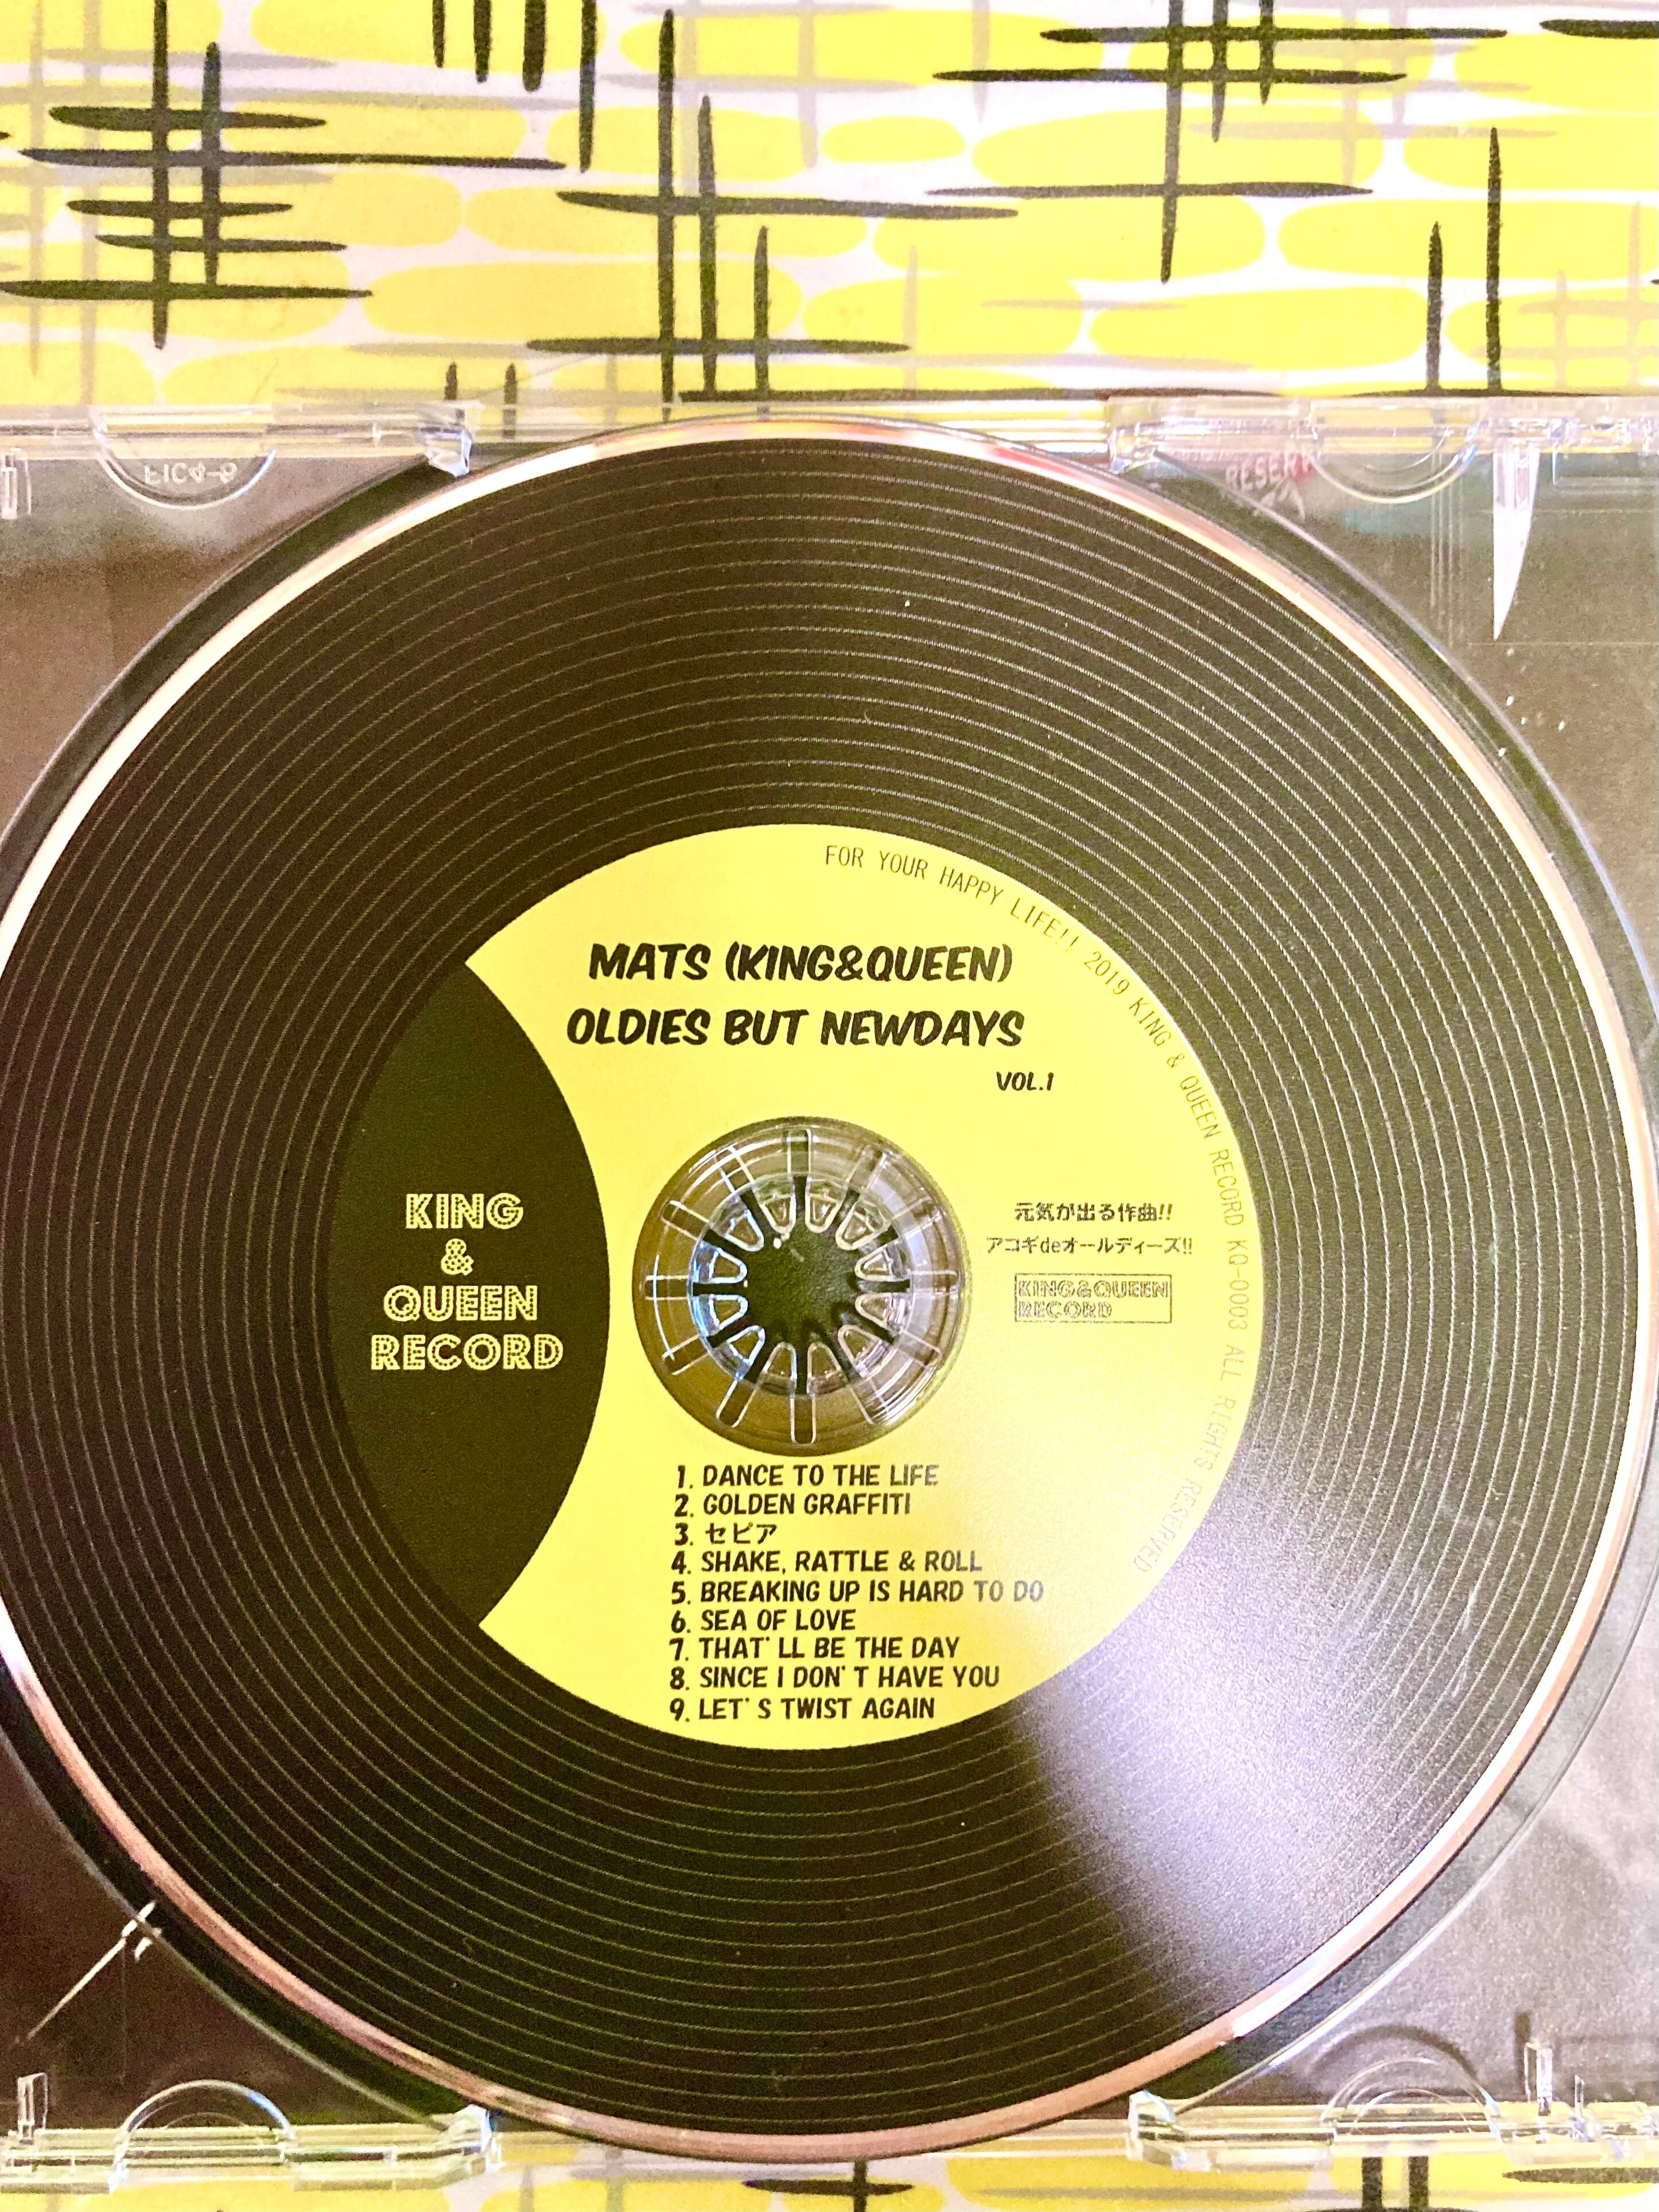 FOR YOUR HAPPY LIFE!! 2019 KING & QUEEN RECORD KQ-0003 ALL RIGHTS RESERVED
MATS (KING&QUEEN)
OLDIES BUT NEWDAYS
VOL.1
KING
&
QUEEN
RECORD
元気が出る作曲!!
アコギdeオールディーズ!!
KING&QUEEN
RECORD
1. DANCE TO THE LIFE
2. GOLDEN GRAFFITI
3. セピア
4. SHAKE, RATTLE & ROLL
5. BREAKING UP IS HARD TO DO
6. SEA OF LOVE
7. THAT' LL BE THE DAY
8. SINCE I DON' T HAVE YOU
9. LET' S TWIST AGAIN